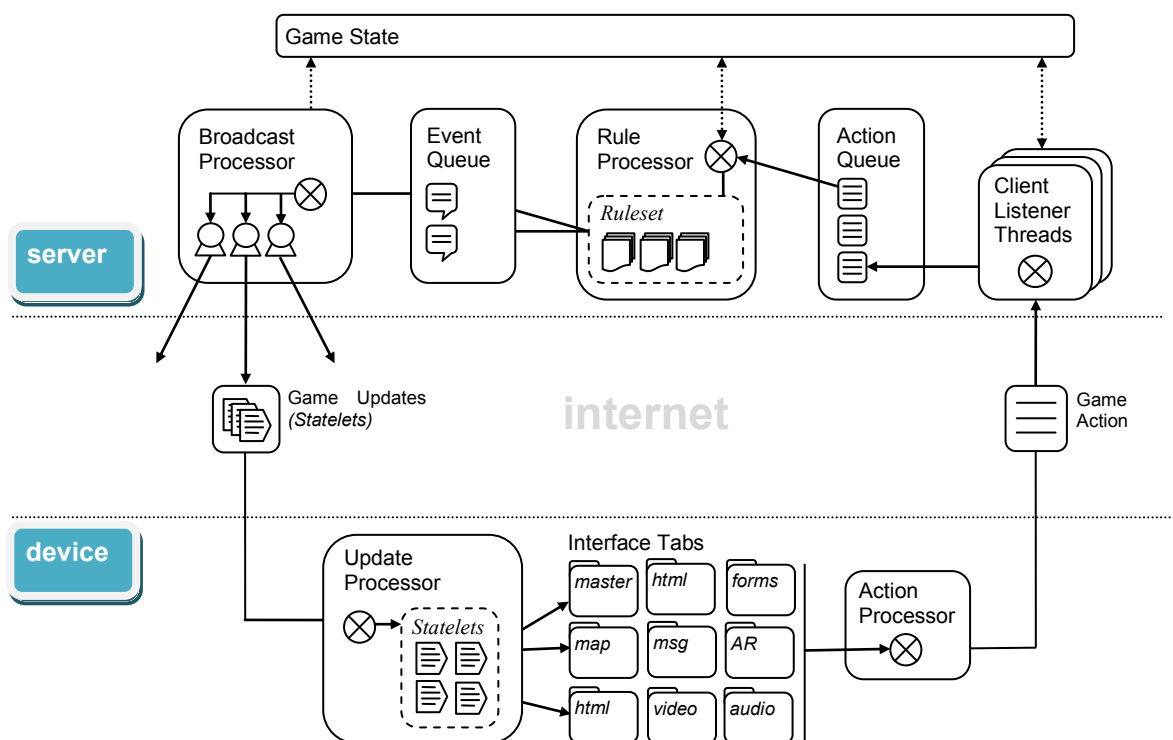 Game State
Broadcast
Processor
Event
Queue
Rule
Processor
Ruleset
Action
Queue
Client
Listener
Threads
server
Game Updates
(Statelets)
internet
Game
Action
device
Update
Processor
Statelets
Interface Tabs
master html forms
map msg AR
html video audio
Action
Processor